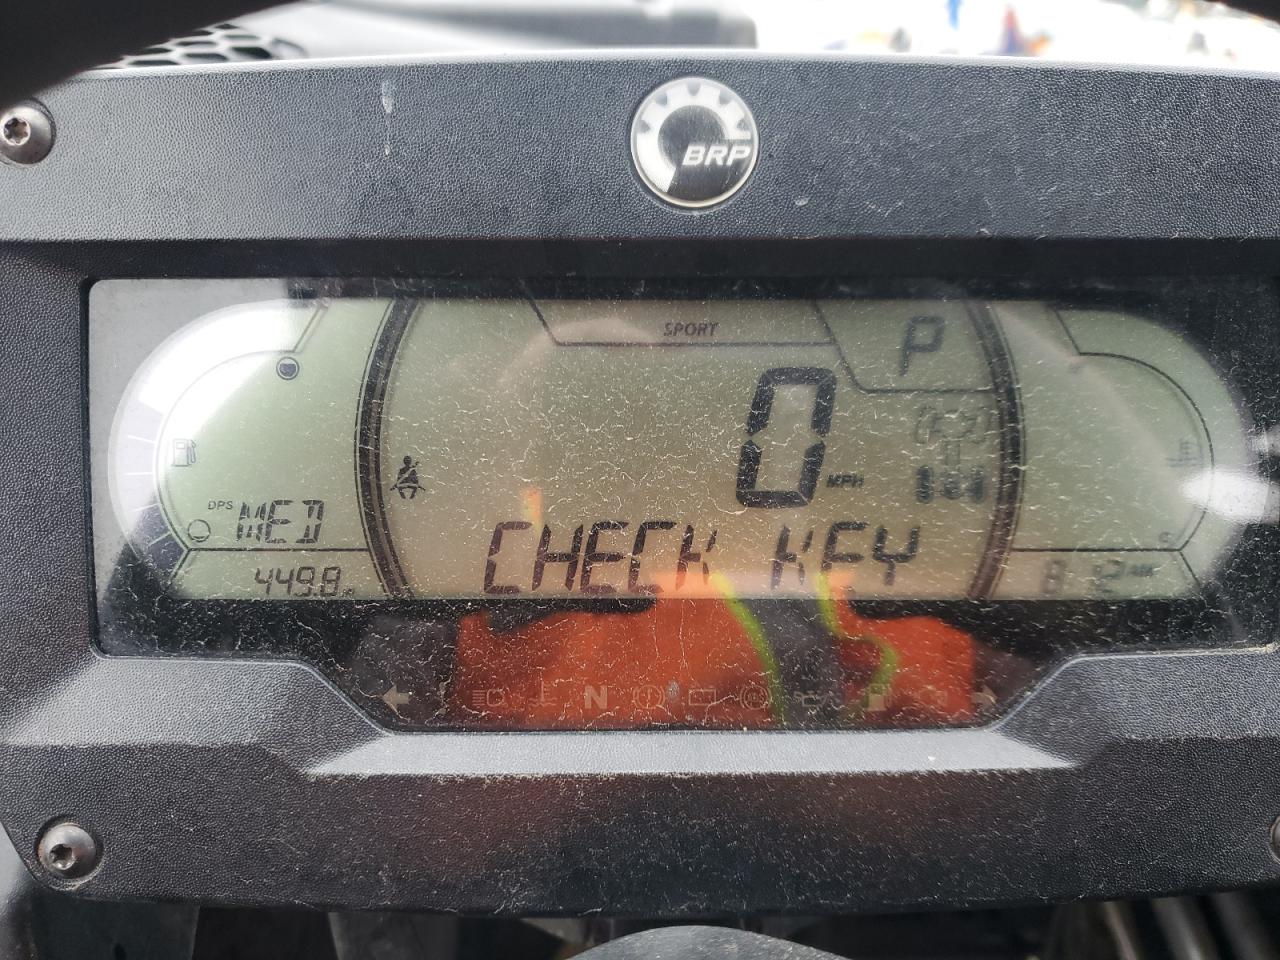 BRP
SPORT
P
0 MPH
DPS MED
CHECK KEY
449.8
N